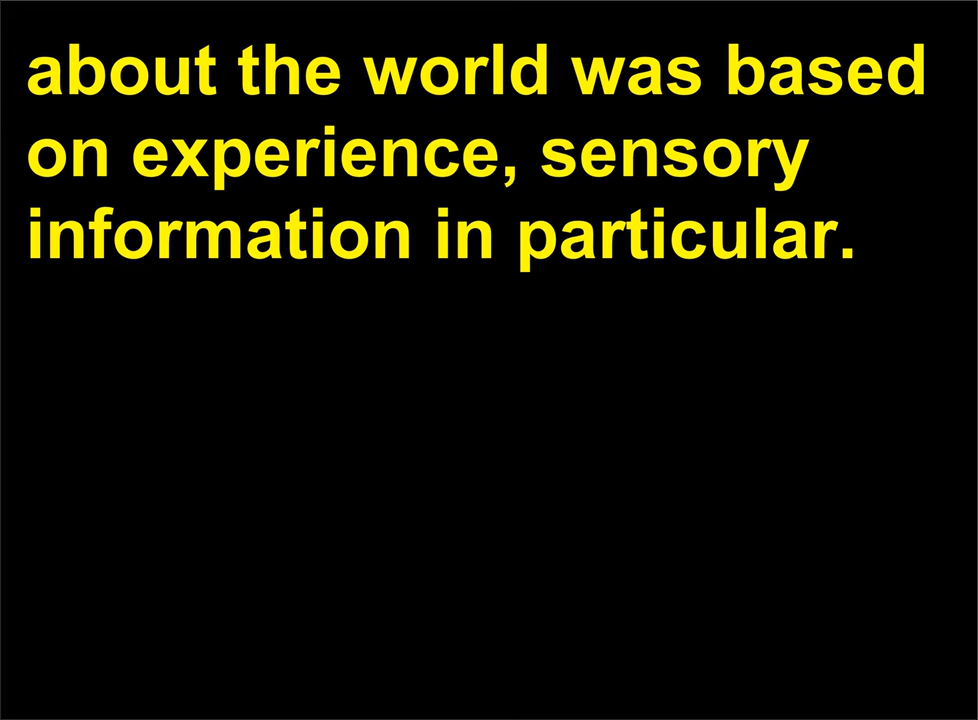 about the world was based
on experience, sensory
information in particular.